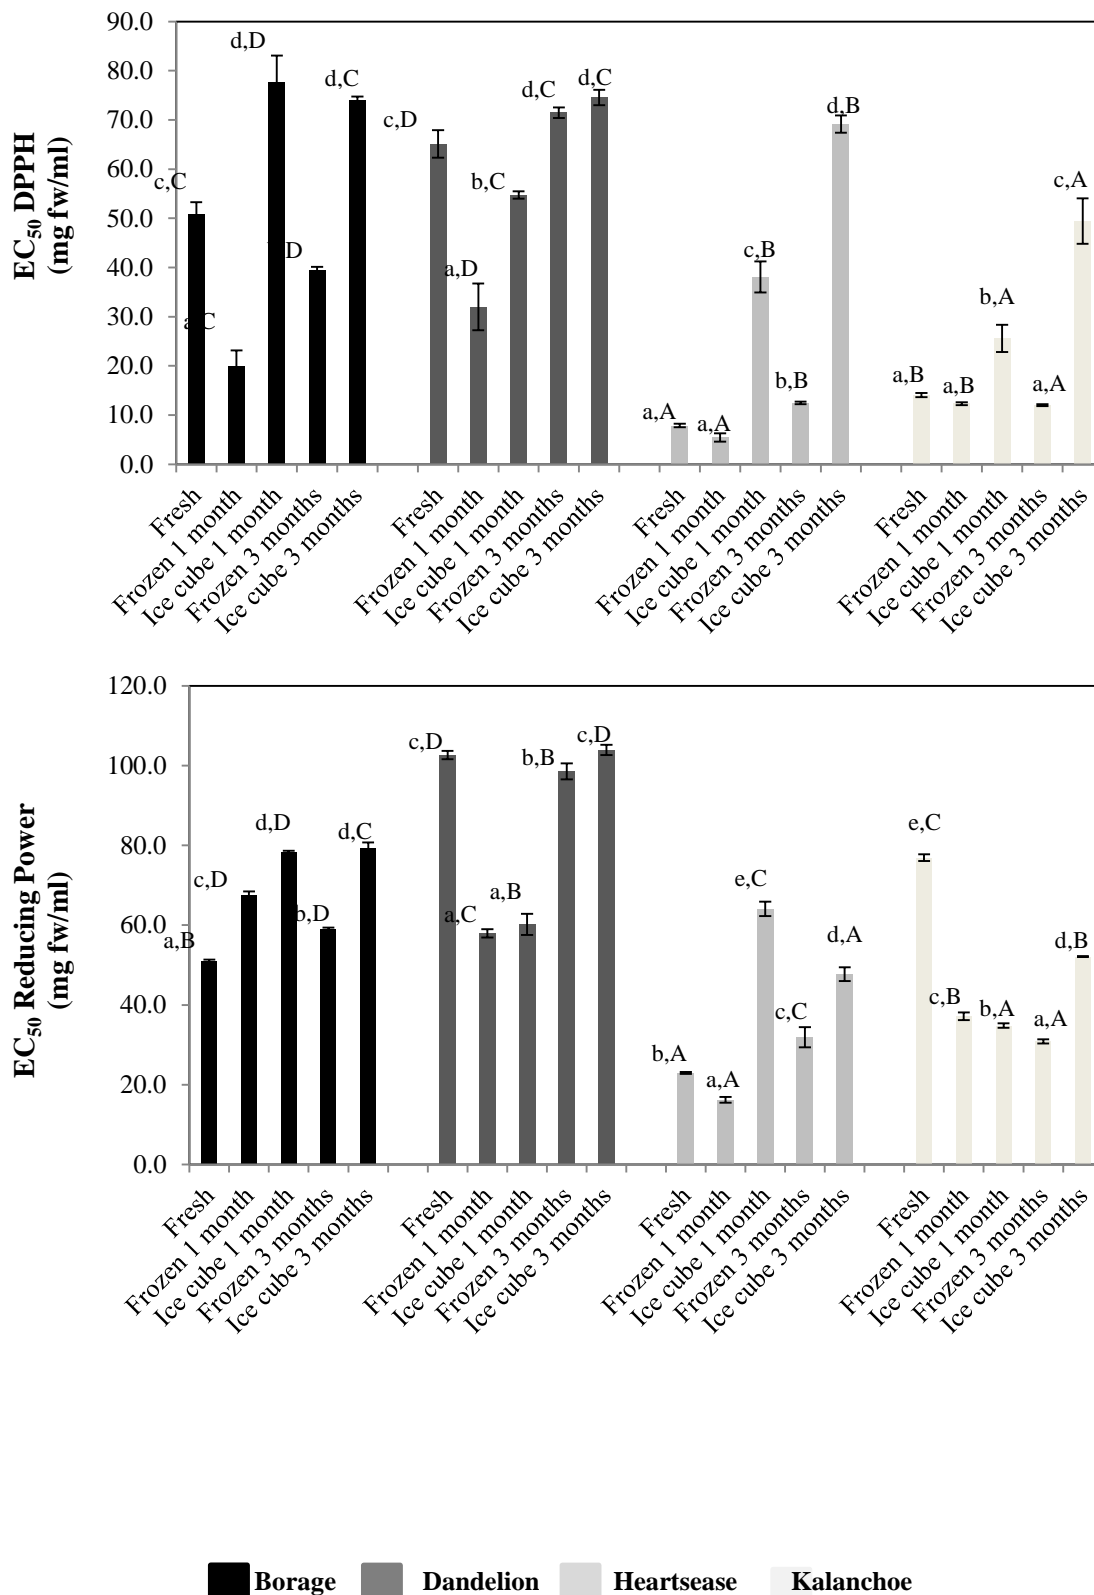 90.0
80.0
70.0
60.0
50.0
40.0
30.0
20.0
10.0
0.0
EC50 DPPH
(mg fw/ml)
c,C
a,C
d,D
D
d,C
c,D
a,D
b,C
d,C
d,C
a,A
a,A
c,B
b,B
d,B
a,B
a,B
b,A
a,A
c,A
Fresh
Frozen 1 month
Ice cube 1 month
Frozen 3 months
Ice cube 3 months
Fresh
Frozen 1 month
Ice cube 1 month
Frozen 3 months
Ice cube 3 months
Fresh
Frozen 1 month
Ice cube 1 month
Frozen 3 months
Ice cube 3 months
Fresh
Frozen 1 month
Ice cube 1 month
Frozen 3 months
Ice cube 3 months
120.0
100.0
80.0
60.0
40.0
20.0
0.0
EC50 Reducing Power
(mg fw/ml)
a,B
c,D
d,D
b,D
d,C
c,D
a,C
a,B
b,B
c,D
b,A
a,A
e,C
c,C
d,A
e,C
c,B
b,A
a,A
d,B
Fresh
Frozen 1 month
Ice cube 1 month
Frozen 3 months
Ice cube 3 months
Fresh
Frozen 1 month
Ice cube 1 month
Frozen 3 months
Ice cube 3 months
Fresh
Frozen 1 month
Ice cube 1 month
Frozen 3 months
Ice cube 3 months
Fresh
Frozen 1 month
Ice cube 1 month
Frozen 3 months
Ice cube 3 months
Borage Dandelion Heartsease Kalanchoe